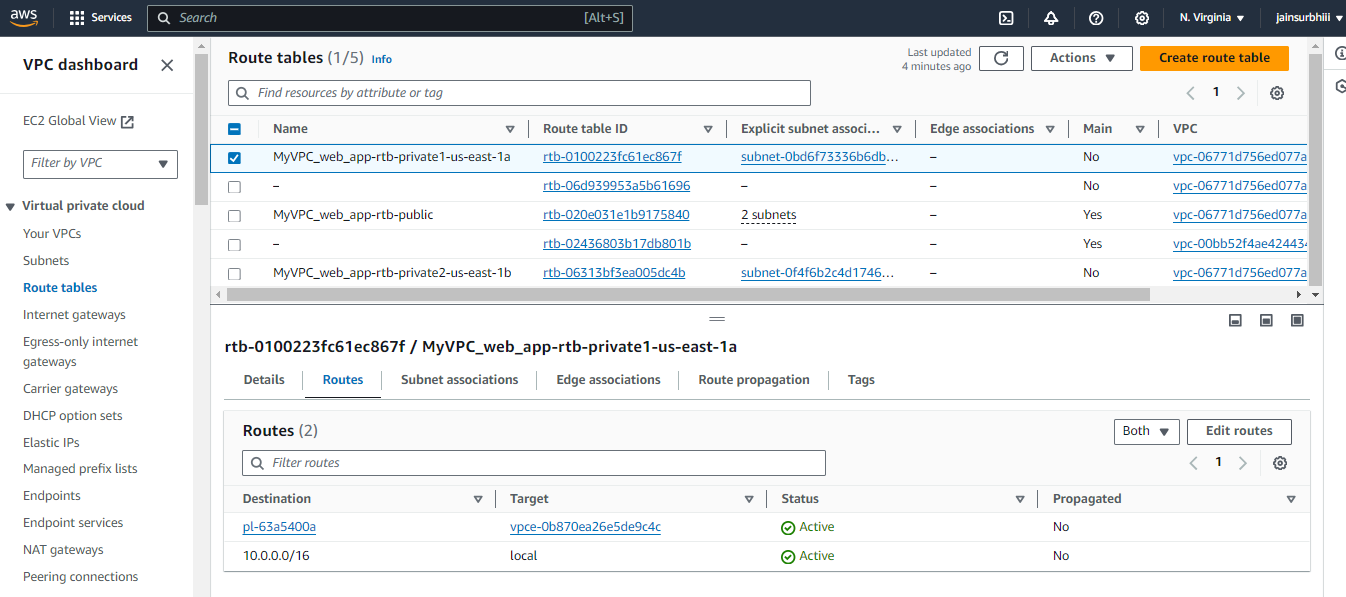 aws Services Search [Alt+S] N. Virginia jainsurbhiii
VPC dashboard
EC2 Global View
Filter by VPC
Virtual private cloud
Your VPCs
Subnets
Route tables
Internet gateways
Egress-only internet
gateways
Carrier gateways
DHCP option sets
Elastic IPs
Managed prefix lists
Endpoints
Endpoint services
NAT gateways
Peering connections
Route tables (1/5) Info
Last updated
4 minutes ago
Actions
Create route table
Find resources by attribute or tag
1
Name Route table ID Explicit subnet associ... Edge associations Main VPC
MyVPC_web_app-rtb-private1-us-east-1a rtb-0100223fc61ec867f subnet-0bd6f73336b6db... – No vpc-06771d756ed077a
– rtb-06d939953a5b61696 – – No vpc-06771d756ed077a
MyVPC_web_app-rtb-public rtb-020e031e1b9175840 2 subnets – Yes vpc-06771d756ed077a
– rtb-02436803b17db801b – – Yes vpc-00bb52f4ae424434
MyVPC_web_app-rtb-private2-us-east-1b rtb-06313bf3ea005dc4b subnet-0f4f6b2c4d1746... – No vpc-06771d756ed077a
rtb-0100223fc61ec867f / MyVPC_web_app-rtb-private1-us-east-1a
Details Routes Subnet associations Edge associations Route propagation Tags
Routes (2)
Both
Edit routes
Filter routes
1
Destination Target Status Propagated
pl-63a5400a vpce-0b870ea26e5de9c4c Active No
10.0.0.0/16 local Active No